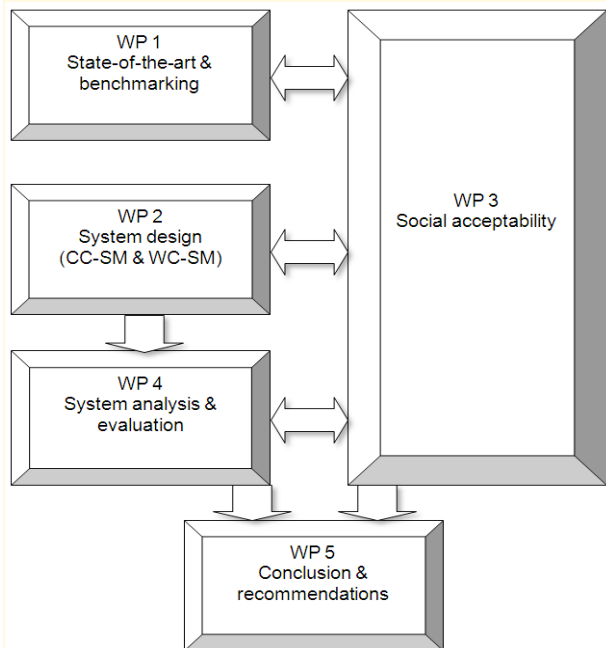 WP 1
State-of-the-art &
benchmarking
WP 2
System design
(CC-SM & WC-SM)
WP 3
Social acceptability
WP 4
System analysis &
evaluation
WP 5
Conclusion &
recommendations